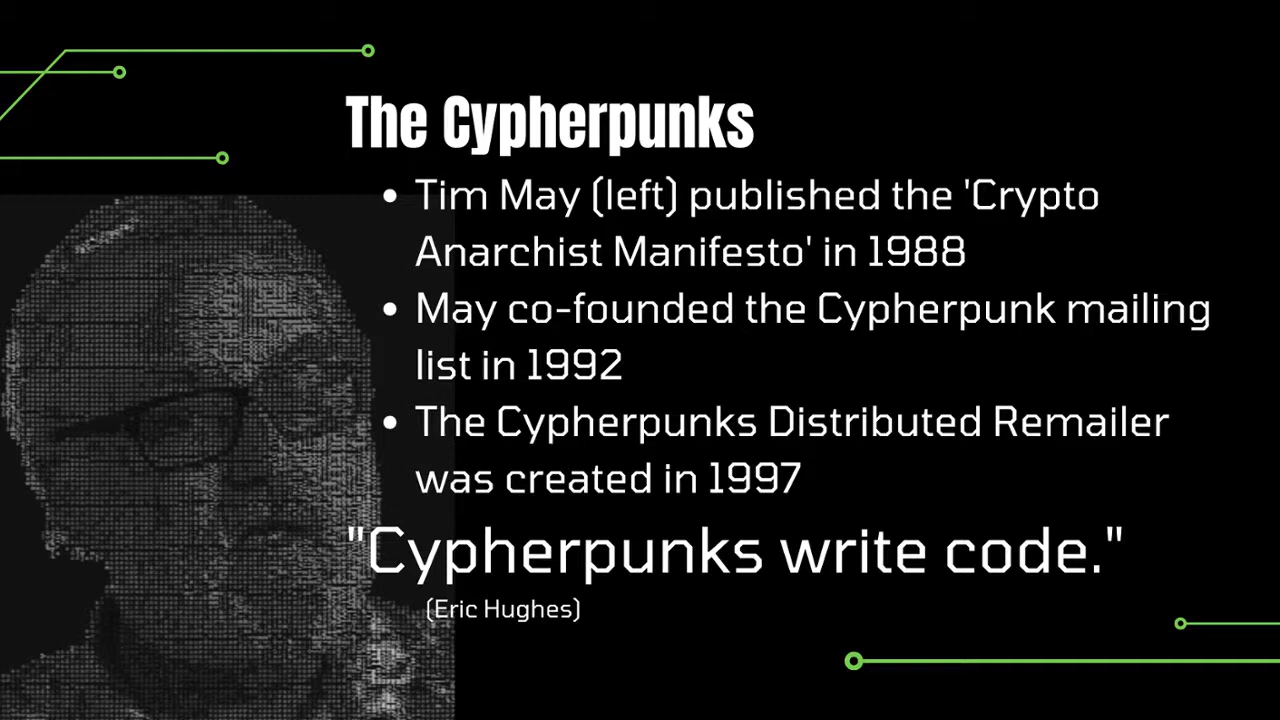 The Cypherpunks
• Tim May (left) published the 'Crypto
Anarchist Manifesto' in 1988
• May co-founded the Cypherpunk mailing
list in 1992
• The Cypherpunks Distributed Remailer
was created in 1997
"Cypherpunks write code."
(Eric Hughes)